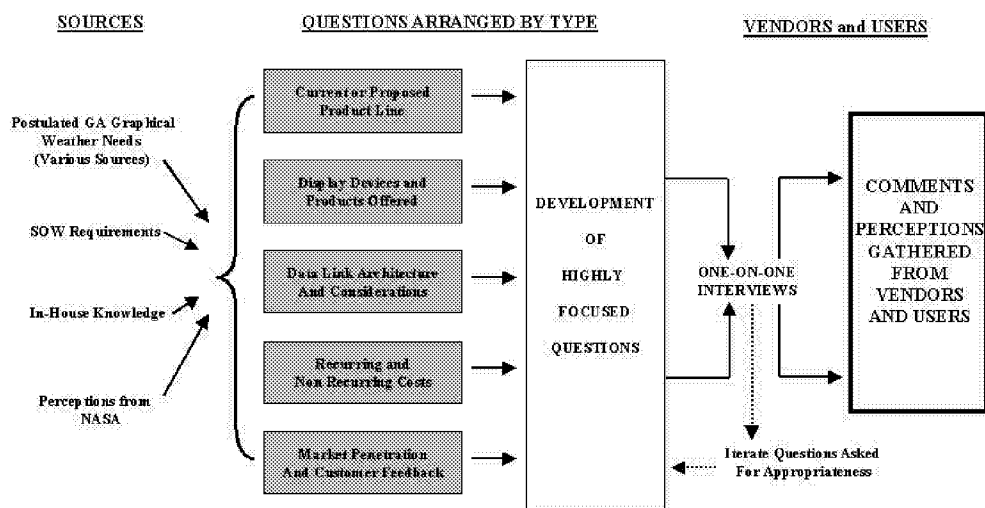 SOURCES
QUESTIONS ARRANGED BY TYPE
VENDORS and USERS
Postulated GA Graphical
Weather Needs
(Various Sources)
SOW Requirements
In-House Knowledge
Perceptions from
NASA
Current or Proposed
Product Line
Display Devices and
Products Offered
Data Link Architecture
And Considerations
Recurring and
Non Recurring Costs
Market Penetration
And Customer Feedback
DEVELOPMENT
OF
HIGHLY
FOCUSED
QUESTIONS
ONE-ON-ONE
INTERVIEWS
Iterate Questions Asked
For Appropriateness
COMMENTS
AND
PERCEPTIONS
GATHERED
FROM
VENDORS
AND USERS